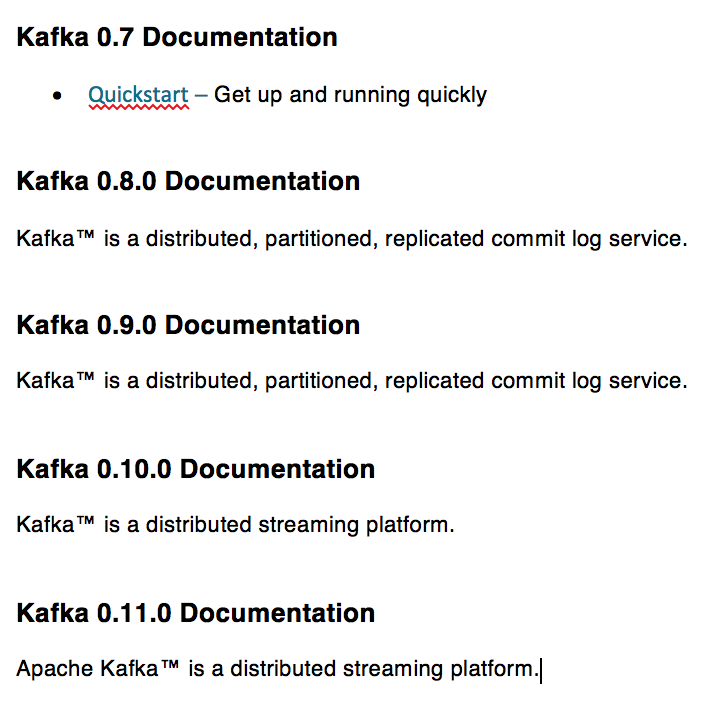 Kafka 0.7 Documentation
• Quickstart – Get up and running quickly
Kafka 0.8.0 Documentation
Kafka™ is a distributed, partitioned, replicated commit log service.
Kafka 0.9.0 Documentation
Kafka™ is a distributed, partitioned, replicated commit log service.
Kafka 0.10.0 Documentation
Kafka™ is a distributed streaming platform.
Kafka 0.11.0 Documentation
Apache Kafka™ is a distributed streaming platform.